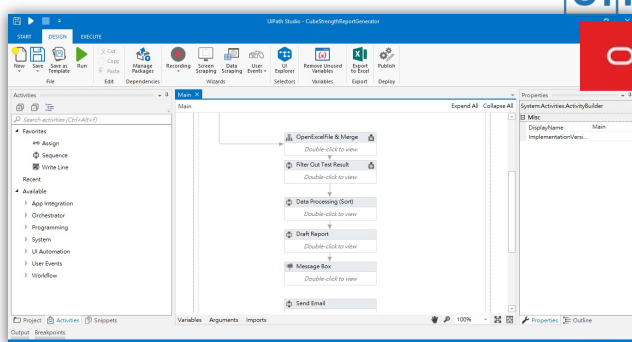 UiPath Studio - CubeStrengthReportGenerator
START DESIGN EXECUTE
New Save Save as Template Run
Cut
Copy
Paste
Manage Packages
Recording Screen Scraping Data Scraping User Events
UI Explorer
Remove Unused Variables
Export to Excel
Publish
File Edit Dependencies Wizards Selectors Variables Export Deploy
Activities
Search activities (Ctrl+Alt+F)
Favorites
Assign
Sequence
Write Line
Recent
Available
App Integration
Orchestrator
Programming
System
UI Automation
User Events
Workflow
Project Activities Snippets
Output Breakpoints
Main
Main Expand All Collapse All
OpenExcelFile & Merge
Double-click to view
Filter Out Test Result
Double-click to view
Data Processing (Sort)
Double-click to view
Draft Report
Double-click to view
Message Box
Double-click to view
Send Email
Variables Arguments Imports 100%
Properties
System.Activities.ActivityBuilder
Misc
DisplayName Main
ImplementationVersi...
Properties Outline